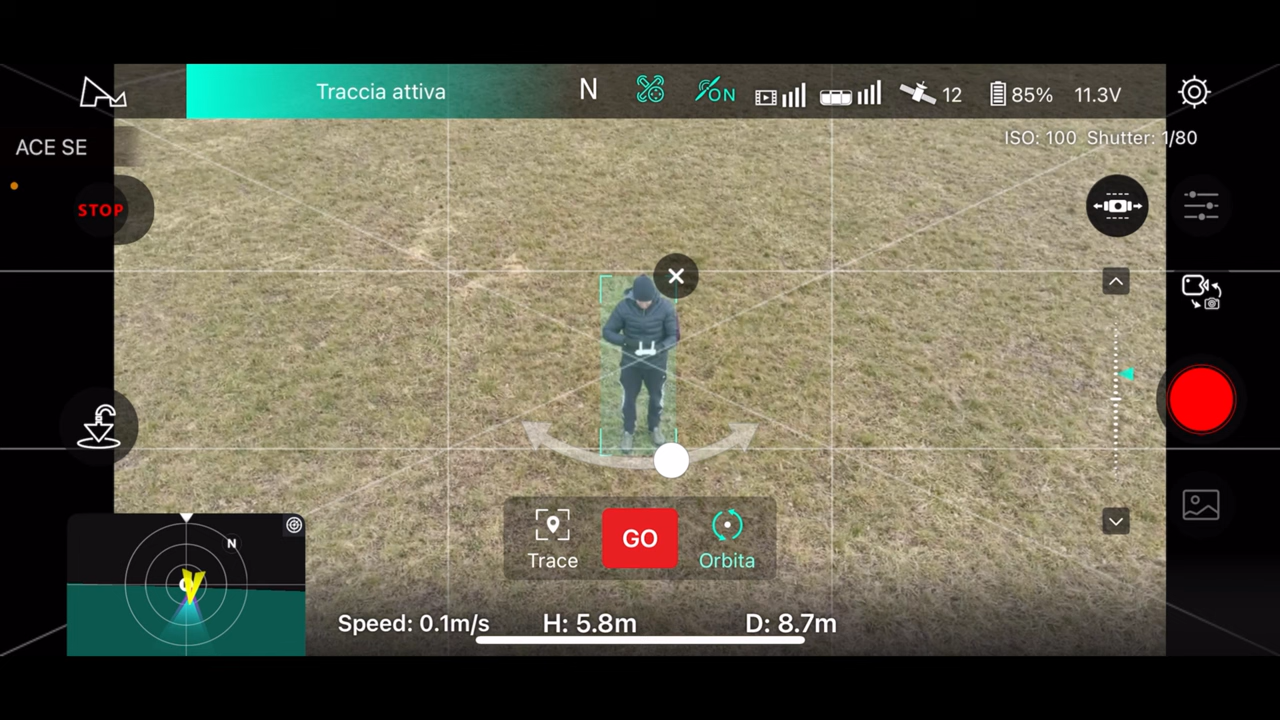 Traccia attiva
N
ON
12
85%
11.3V
ISO: 100 Shutter: 1/80
ACE SE
STOP
N
Trace
GO
Orbita
Speed: 0.1m/s
H: 5.8m
D: 8.7m